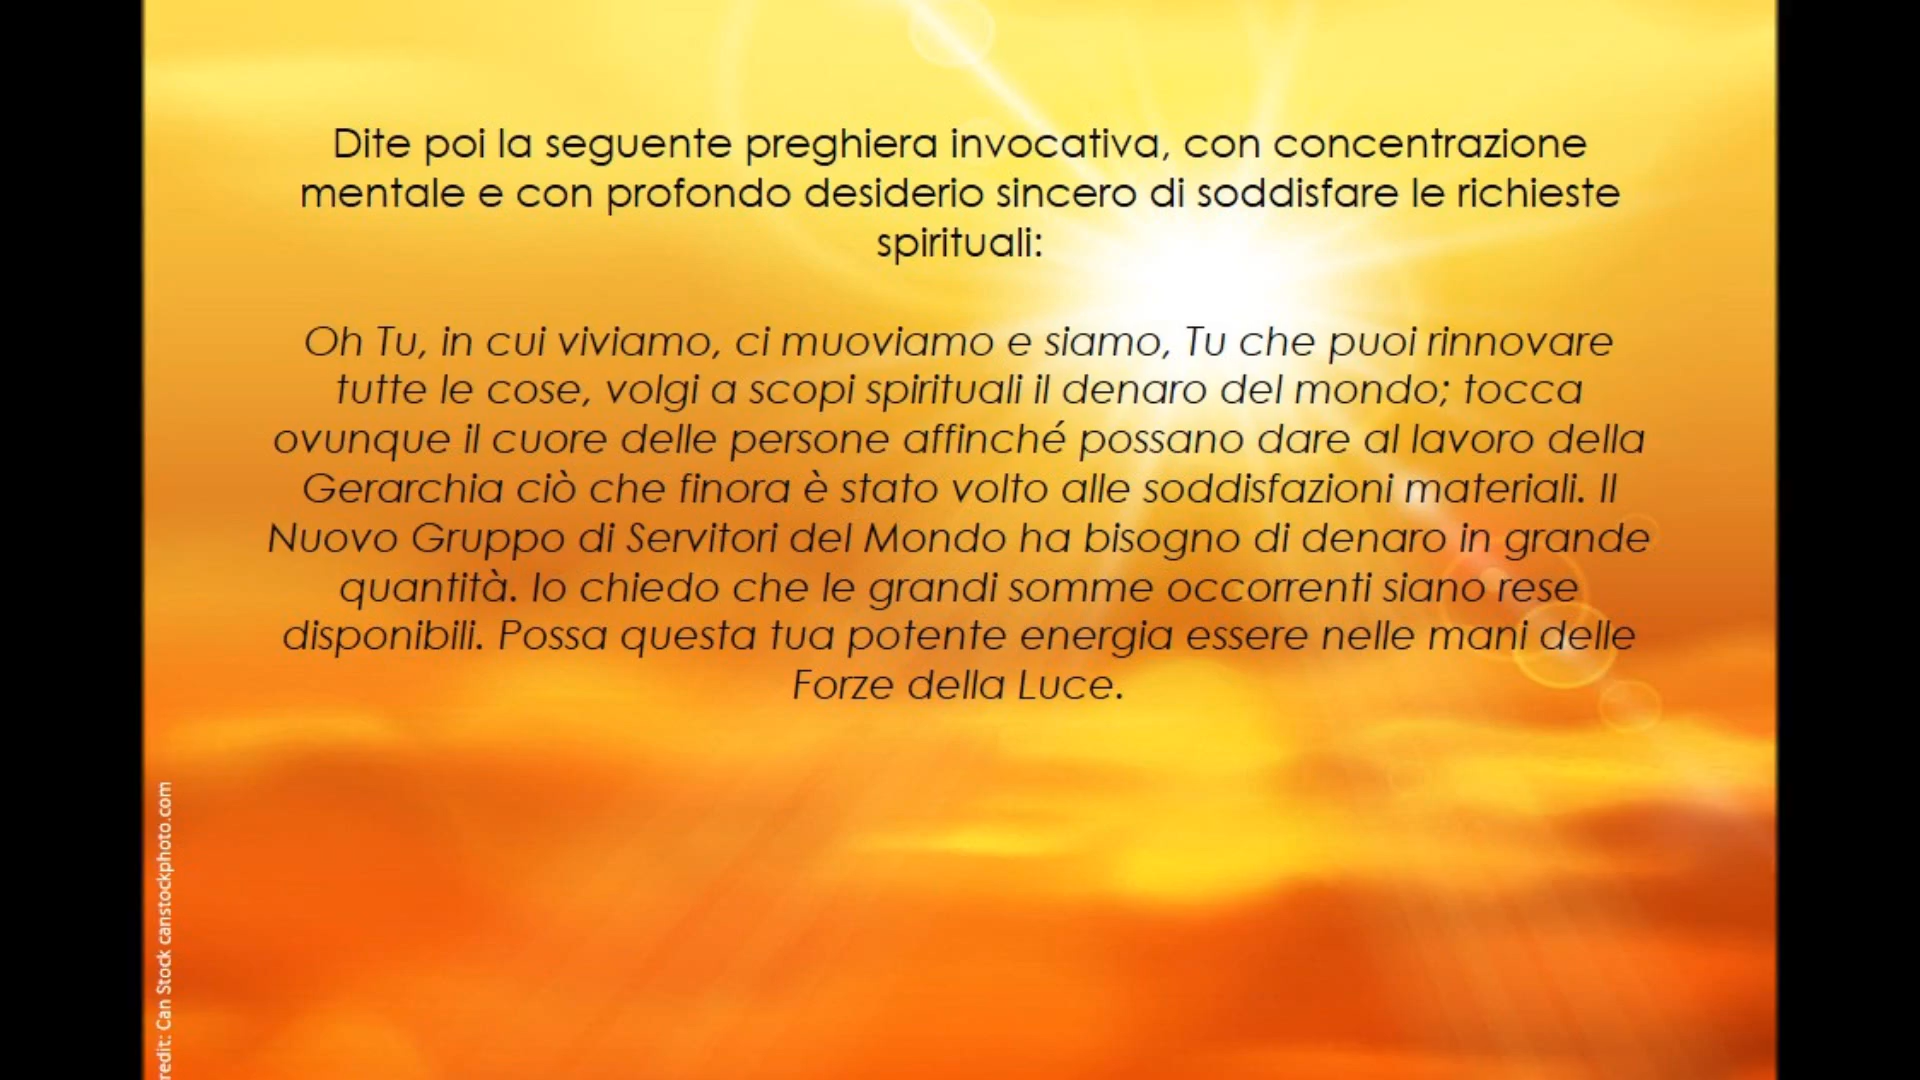 Dite poi la seguente preghiera invocativa, con concentrazione
mentale e con profondo desiderio sincero di soddisfare le richieste
spirituali:
Oh Tu, in cui viviamo, ci muoviamo e siamo, Tu che puoi rinnovare
tutte le cose, volgi a scopi spirituali il denaro del mondo; tocca
ovunque il cuore delle persone affinché possano dare al lavoro della
Gerarchia ciò che finora è stato volto alle soddisfazioni materiali. Il
Nuovo Gruppo di Servitori del Mondo ha bisogno di denaro in grande
quantità. Io chiedo che le grandi somme occorrenti siano rese
disponibili. Possa questa tua potente energia essere nelle mani delle
Forze della Luce.
redit: Can Stock canstockphoto.com